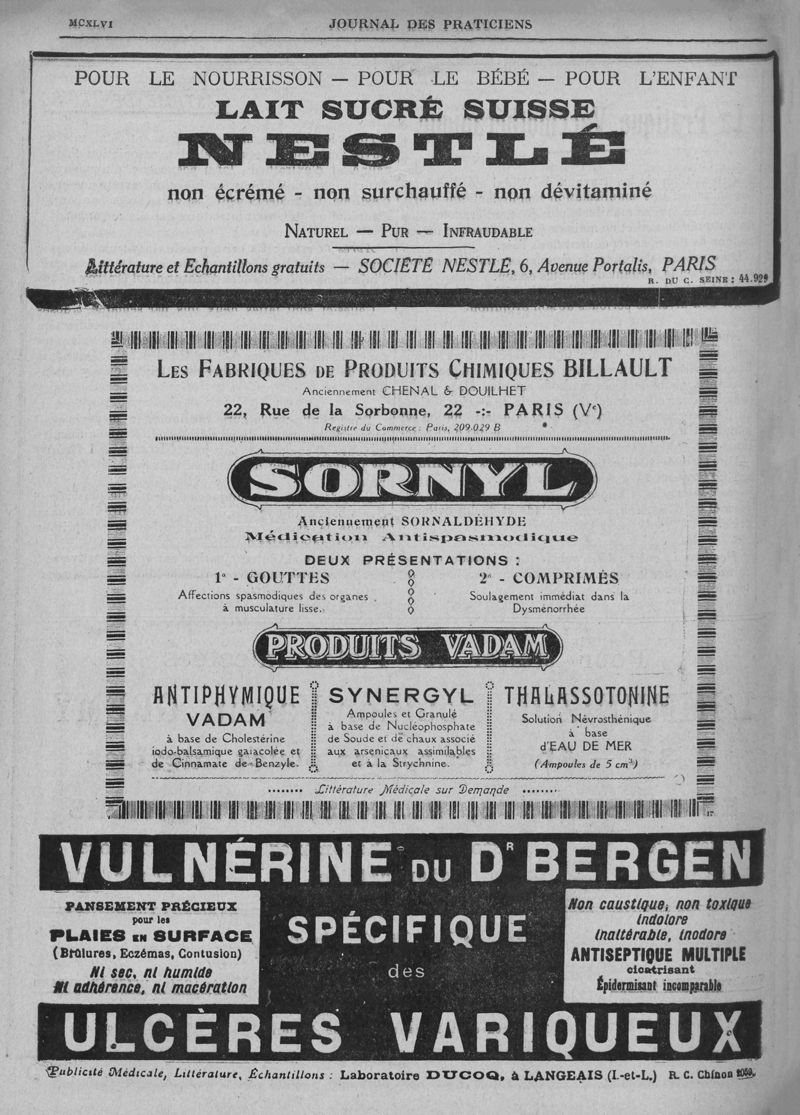 MCXLVI
JOURNAL DES PRATICIENS
POUR LE NOURRISSON — POUR LE BÉBÉ — POUR L'ENFANT
LAIT SUCRÉ SUISSE
NESTLÉ
non écrémé - non surchauffé - non dévitaminé
NATUREL — PUR — INFRAUDABLE
Littérature et Echantillons gratuits — SOCIÉTÉ NESTLÉ, 6, Avenue Portalis, PARIS
R. DU C. SEINE : 44.929
LES FABRIQUES DE PRODUITS CHIMIQUES BILLAULT
Anciennement CHENAL & DOUILHET
22, Rue de la Sorbonne, 22 -:- PARIS (Ve)
Registre du Commerce : Paris, 209-029 B
SORNYL
Anciennement SORNALDÉHYDE
Médication Antispasmodique
DEUX PRÉSENTATIONS :
1° - GOUTTES
Affections spasmodiques des organes
à musculature lisse.
2° - COMPRIMÉS
Soulagement immédiat dans la
Dysménorrhée
PRODUITS VADAM
ANTIPHYMIQUE
VADAM
à base de Cholestérine
iodo-balsamique gaïacolée et
de Cinnamate de Benzyle.
SYNERGYL
Ampoules et Granulé
à base de Nucléophosphate
de Soude et de chaux associé
aux arsenicaux assimilables
et à la Strychnine.
THALASSOTONINE
Solution Névrosthénique
à base
d'EAU DE MER
(Ampoules de 5 cm³)
Littérature Médicale sur Demande
17
VULNÉRINE DU DR BERGEN
PANSEMENT PRÉCIEUX
pour les
PLAIES EN SURFACE
(Brûlures, Eczémas, Contusion)
Ni sec, ni humide
Ni adhérence, ni macération
SPÉCIFIQUE
des
Non caustique, non toxique
Indolore
Inaltérable, inodore
ANTISEPTIQUE MULTIPLE
cicatrisant
Épidermisant incomparable
ULCÈRES VARIQUEUX
Publicité Médicale, Littérature, Échantillons : Laboratoire DUCOQ, à LANGEAIS (I.-et-L.) R. C. Chinon